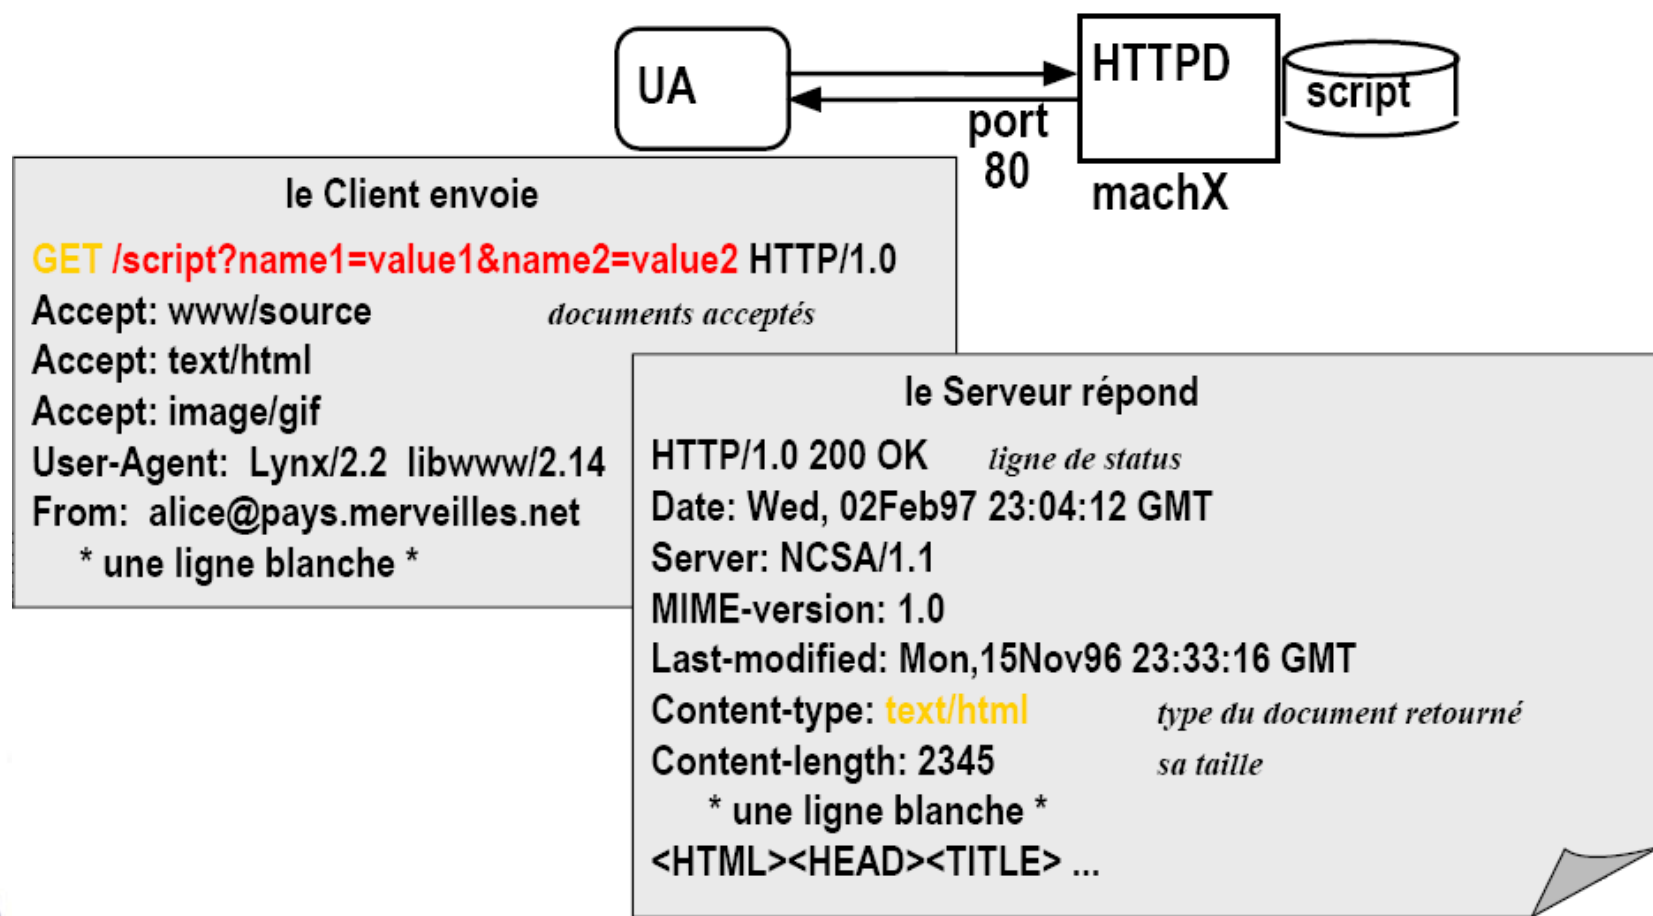 UA
HTTPD
script
port
80
machX
le Client envoie
GET /script?name1=value1&name2=value2 HTTP/1.0
Accept: www/source documents acceptés
Accept: text/html
Accept: image/gif
User-Agent: Lynx/2.2 libwww/2.14
From: alice@pays.merveilles.net
* une ligne blanche *
le Serveur répond
HTTP/1.0 200 OK ligne de status
Date: Wed, 02Feb97 23:04:12 GMT
Server: NCSA/1.1
MIME-version: 1.0
Last-modified: Mon,15Nov96 23:33:16 GMT
Content-type: text/html type du document retourné
Content-length: 2345 sa taille
* une ligne blanche *
<HTML><HEAD><TITLE> ...